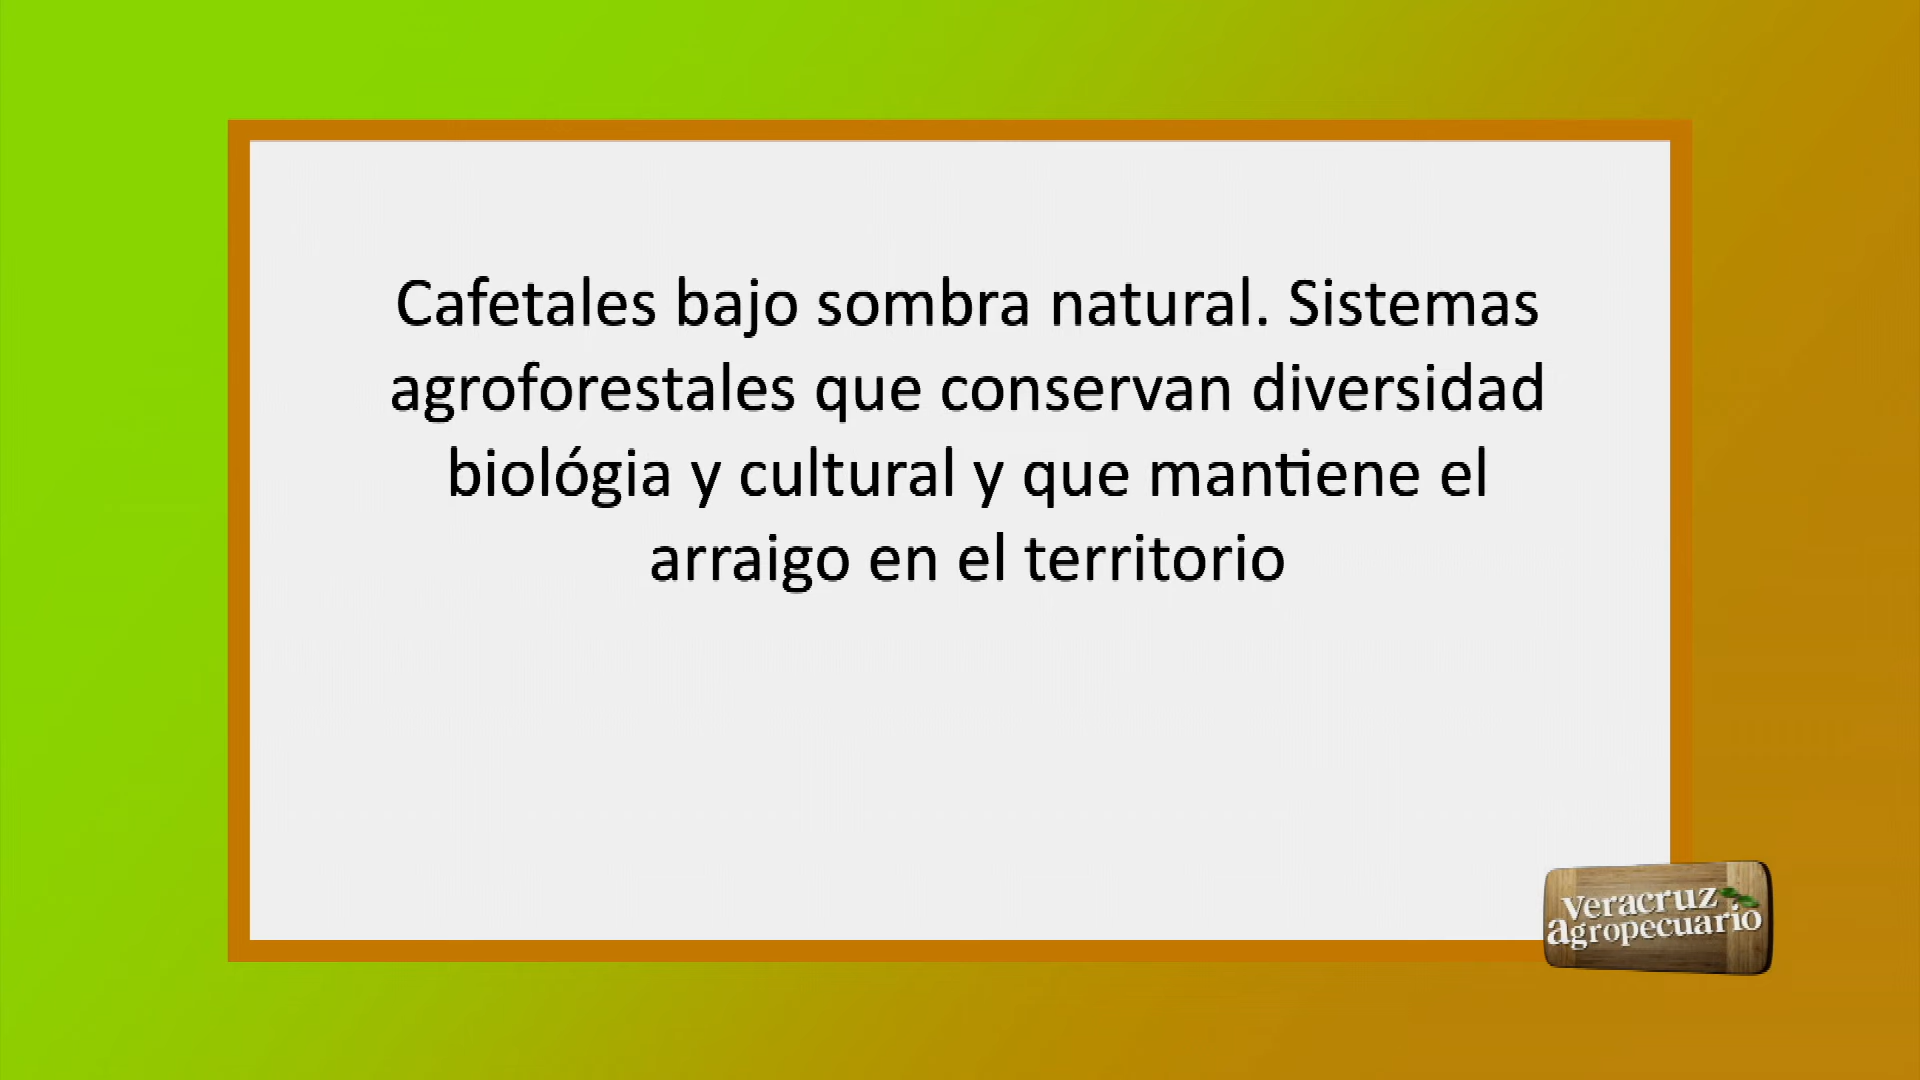 Cafetales bajo sombra natural. Sistemas
agroforestales que conservan diversidad
biológia y cultural y que mantiene el
arraigo en el territorio
Veracruz
agropecuario